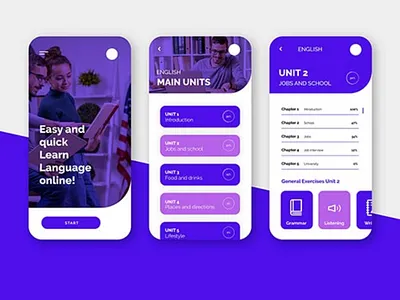 Easy and
quick
Learn
Language
online!
START
ENGLISH
MAIN UNITS
UNIT 1
Introduction
UNIT 2
Jobs and school
UNIT 3
Food and drinks
UNIT 4
Places and directions
UNIT 5
Lifestyle
ENGLISH
UNIT 2
JOBS AND SCHOOL
Chapter 1 Introduction 100%
Chapter 2 School
Chapter 3 Jobs
Chapter 4 Job interview
Chapter 5 University
General Exercises Unit 2
Grammar
Listening
Wri